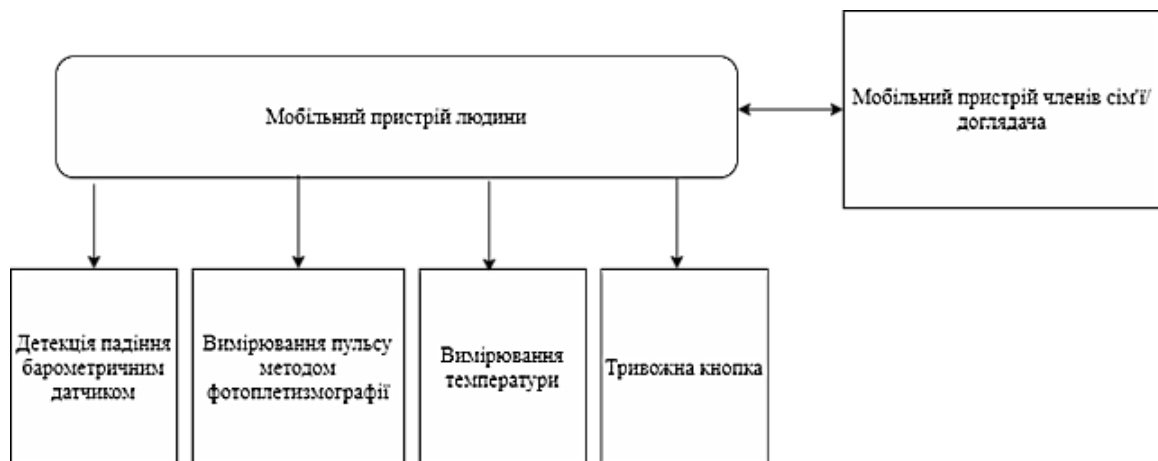 Мобільний пристрій людини
Мобільний пристрій членів сім'ї/
доглядача
Детекція падіння
барометричним
датчиком
Вимірювання пульсу
методом
фотоплетизмографії
Вимірювання
температури
Тривожна кнопка